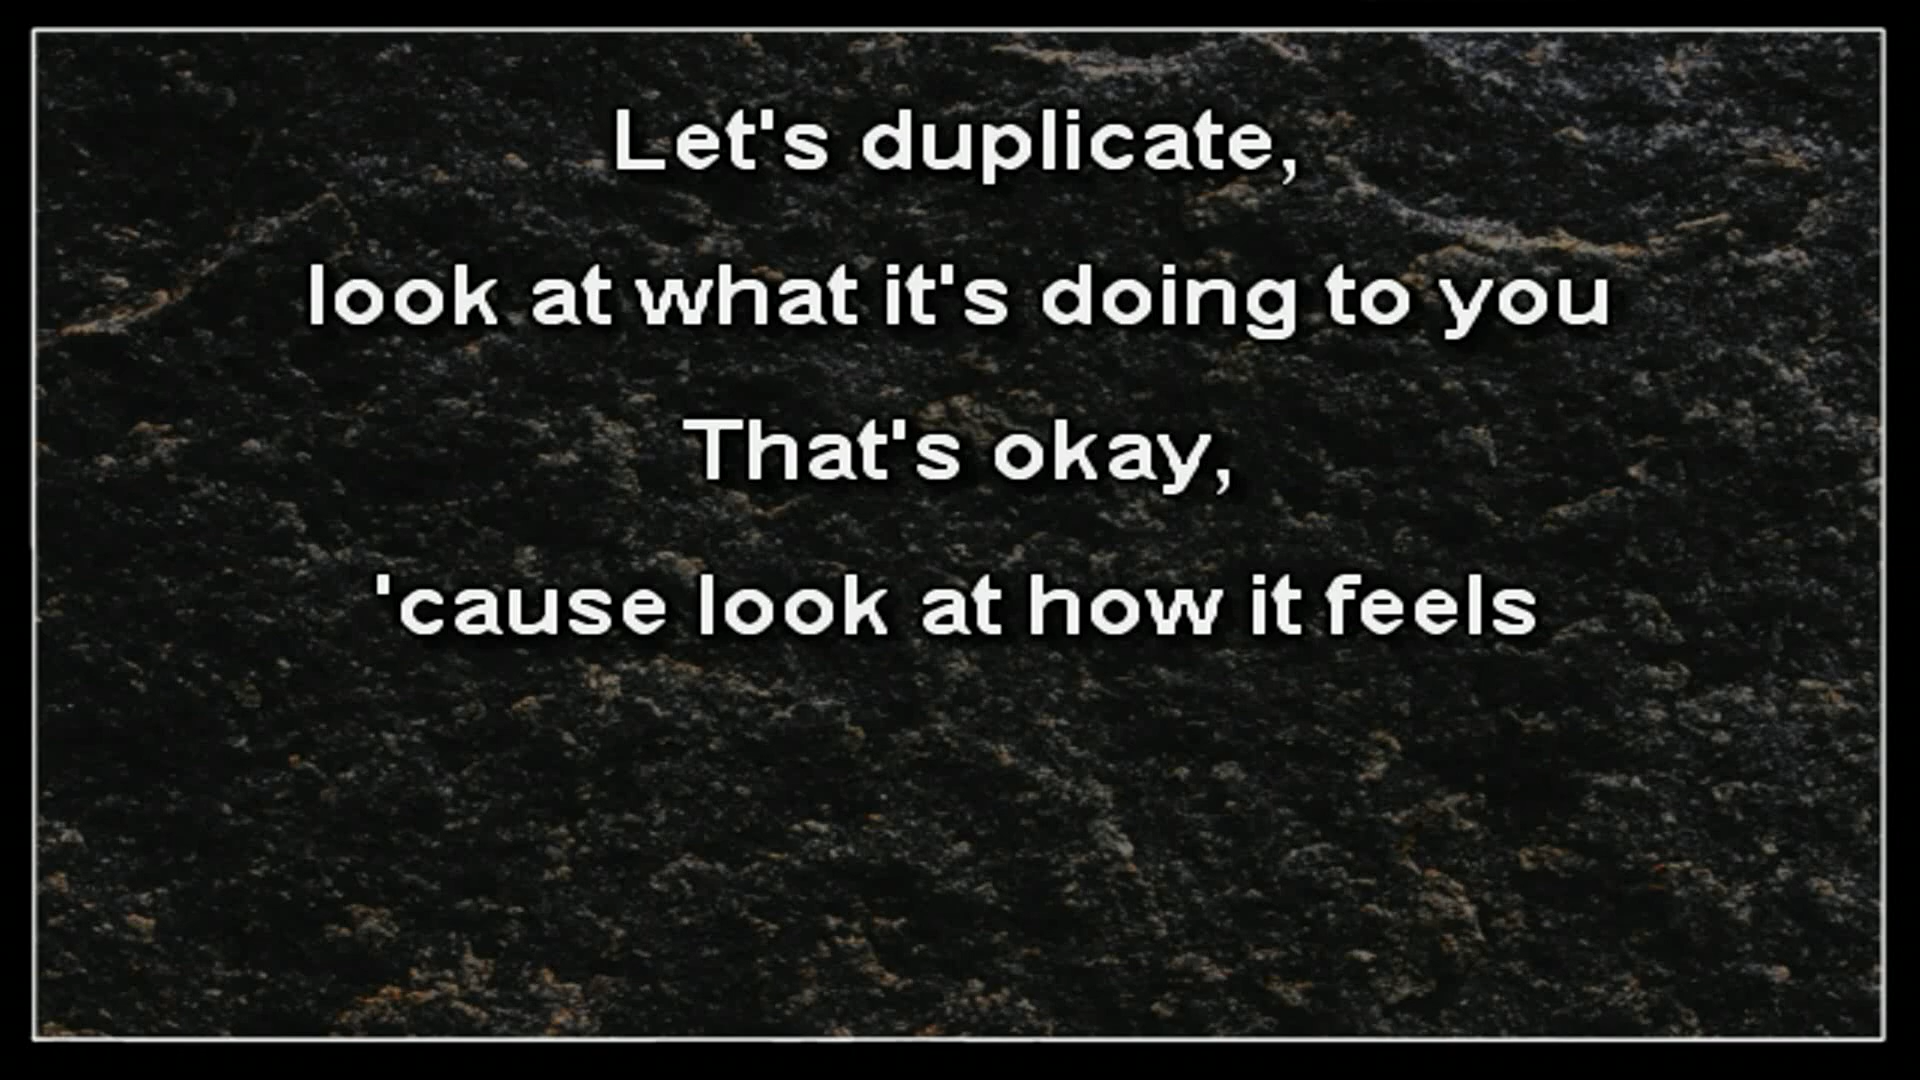 Let's duplicate,
look at what it's doing to you
That's okay,
'cause look at how it feels